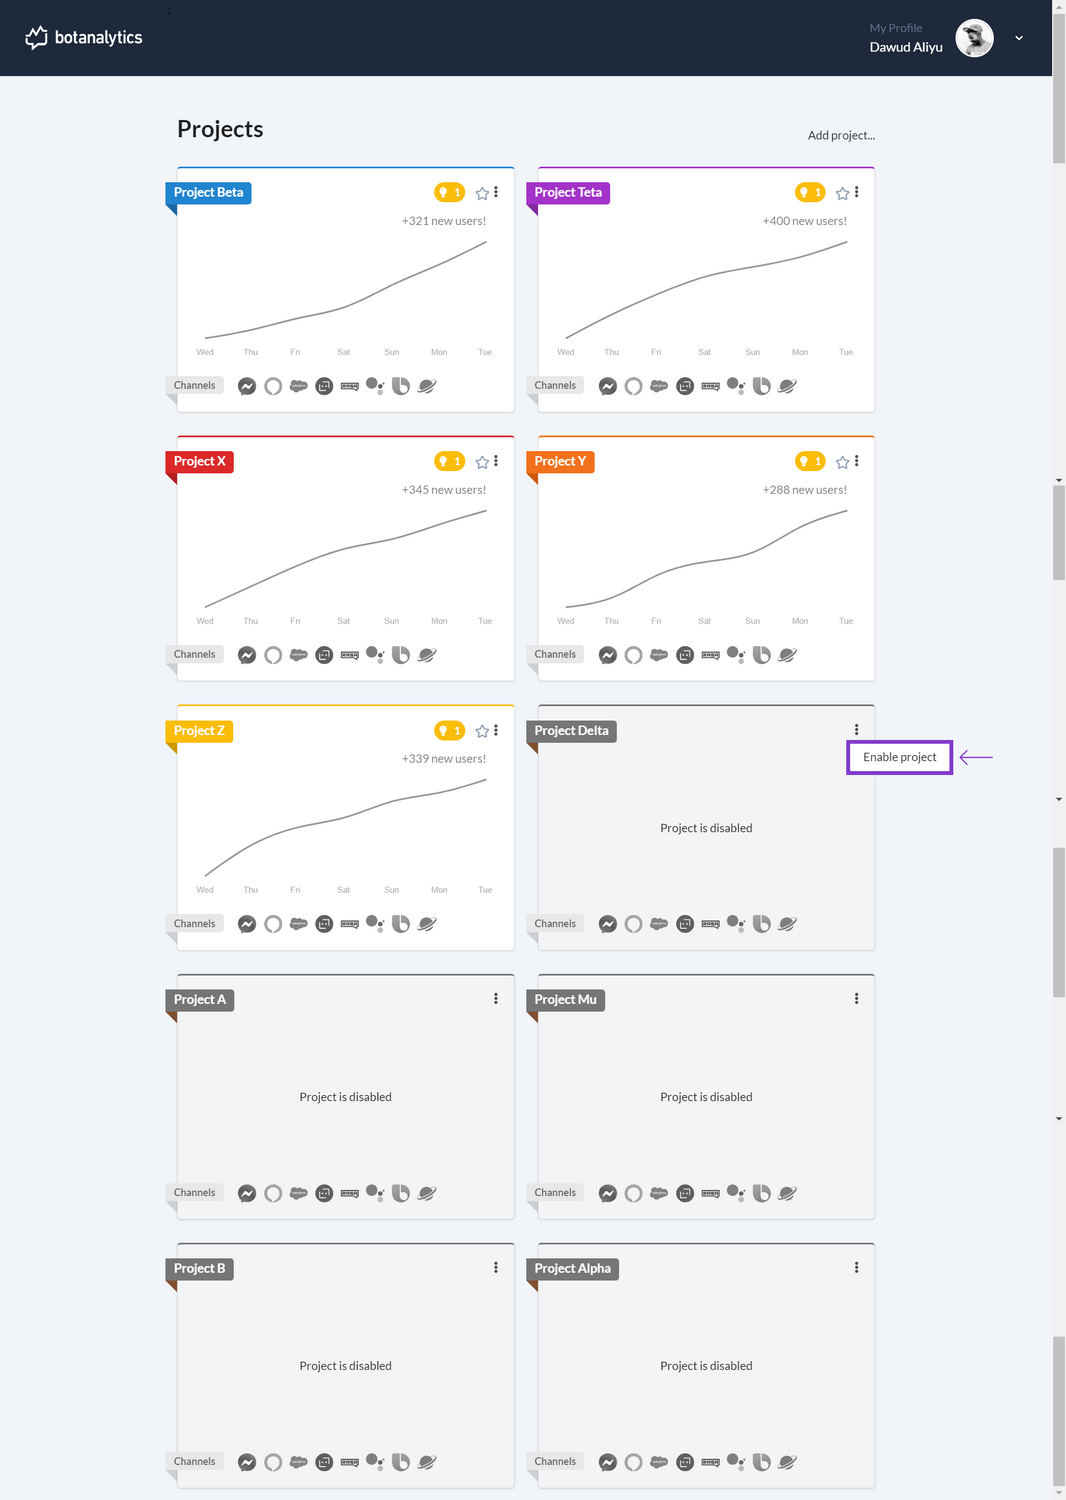 botanalytics
My Profile
Dawud Aliyu
Projects
Add project...
Project Beta
1
+321 new users!
Wed Thu Fri Sat Sun Mon Tue
Channels
Project Teta
1
+400 new users!
Wed Thu Fri Sat Sun Mon Tue
Channels
Project X
1
+345 new users!
Wed Thu Fri Sat Sun Mon Tue
Channels
Project Y
1
+288 new users!
Wed Thu Fri Sat Sun Mon Tue
Channels
Project Z
1
+339 new users!
Wed Thu Fri Sat Sun Mon Tue
Channels
Project Delta
Enable project
Project is disabled
Channels
Project A
Project is disabled
Channels
Project Mu
Project is disabled
Channels
Project B
Project is disabled
Channels
Project Alpha
Project is disabled
Channels